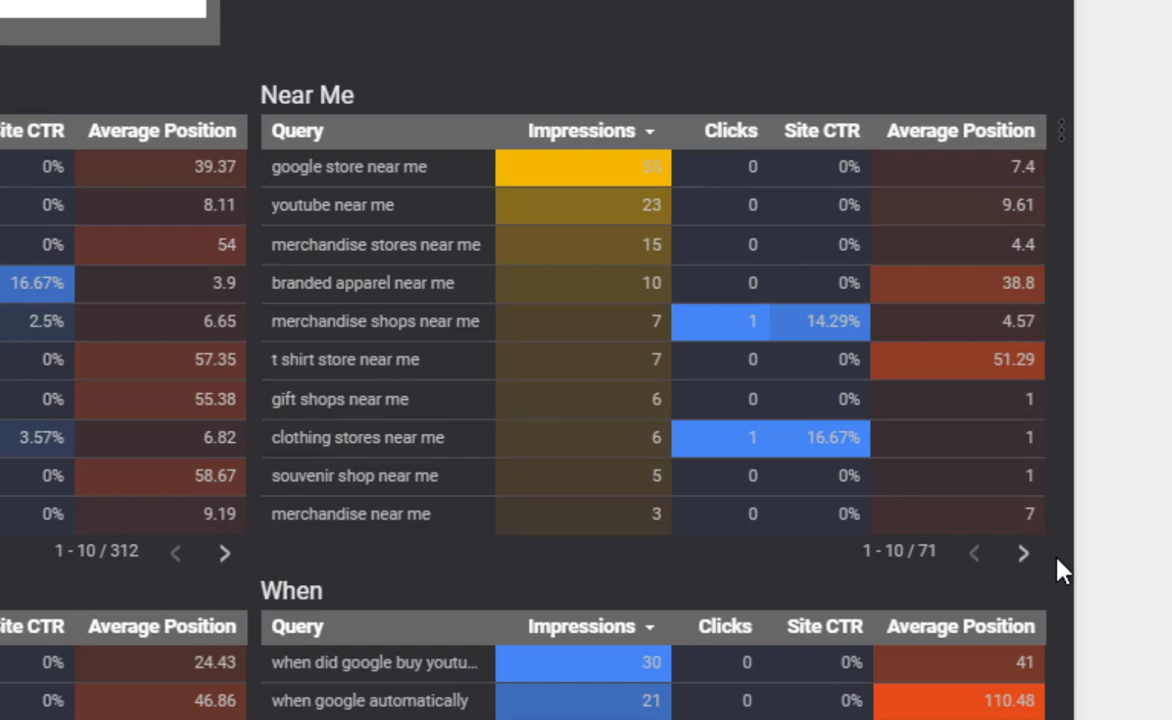 Near Me
Site CTR Average Position Query Impressions Clicks Site CTR Average Position
0% 39.37 google store near me 0 0% 7.4
0% 8.11 youtube near me 23 0 0% 9.61
0% 54 merchandise stores near me 15 0 0% 4.4
16.67% 3.9 branded apparel near me 10 0 0% 38.8
2.5% 6.65 merchandise shops near me 7 1 14.29% 4.57
0% 57.35 t shirt store near me 7 0 0% 51.29
0% 55.38 gift shops near me 6 0 0% 1
3.57% 6.82 clothing stores near me 6 1 16.67% 1
0% 58.67 souvenir shop near me 5 0 0% 1
0% 9.19 merchandise near me 3 0 0% 7
1 - 10 / 312 1 - 10 / 71
When
ite CTR Average Position Query Impressions Clicks Site CTR Average Position
0% 24.43 when did google buy youtu... 30 0 0% 41
0% 46.86 when google automatically 21 0 0% 110.48